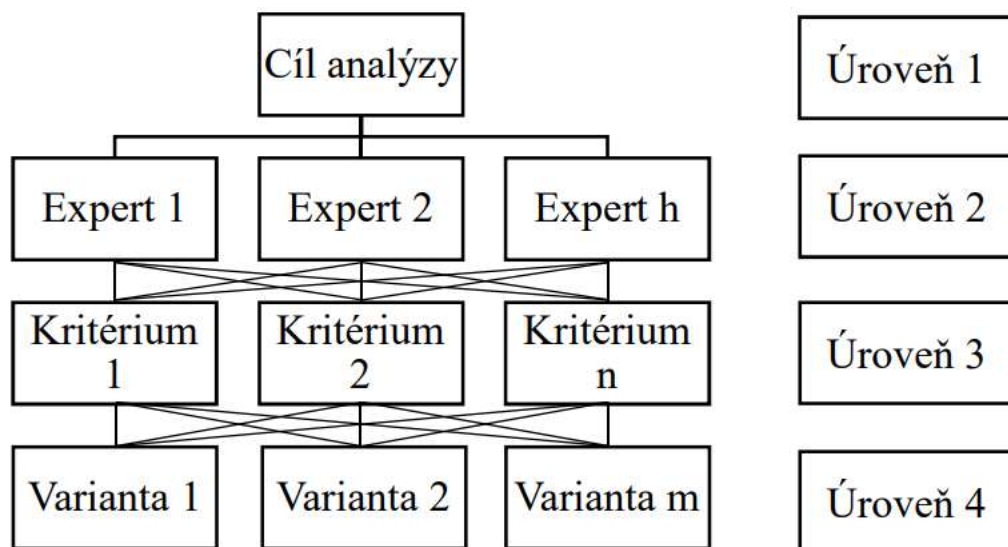 Cíl analýzy
Úroveň 1
Expert 1
Expert 2
Expert h
Úroveň 2
Kritérium
1
Kritérium
2
Kritérium
n
Úroveň 3
Varianta 1
Varianta 2
Varianta m
Úroveň 4